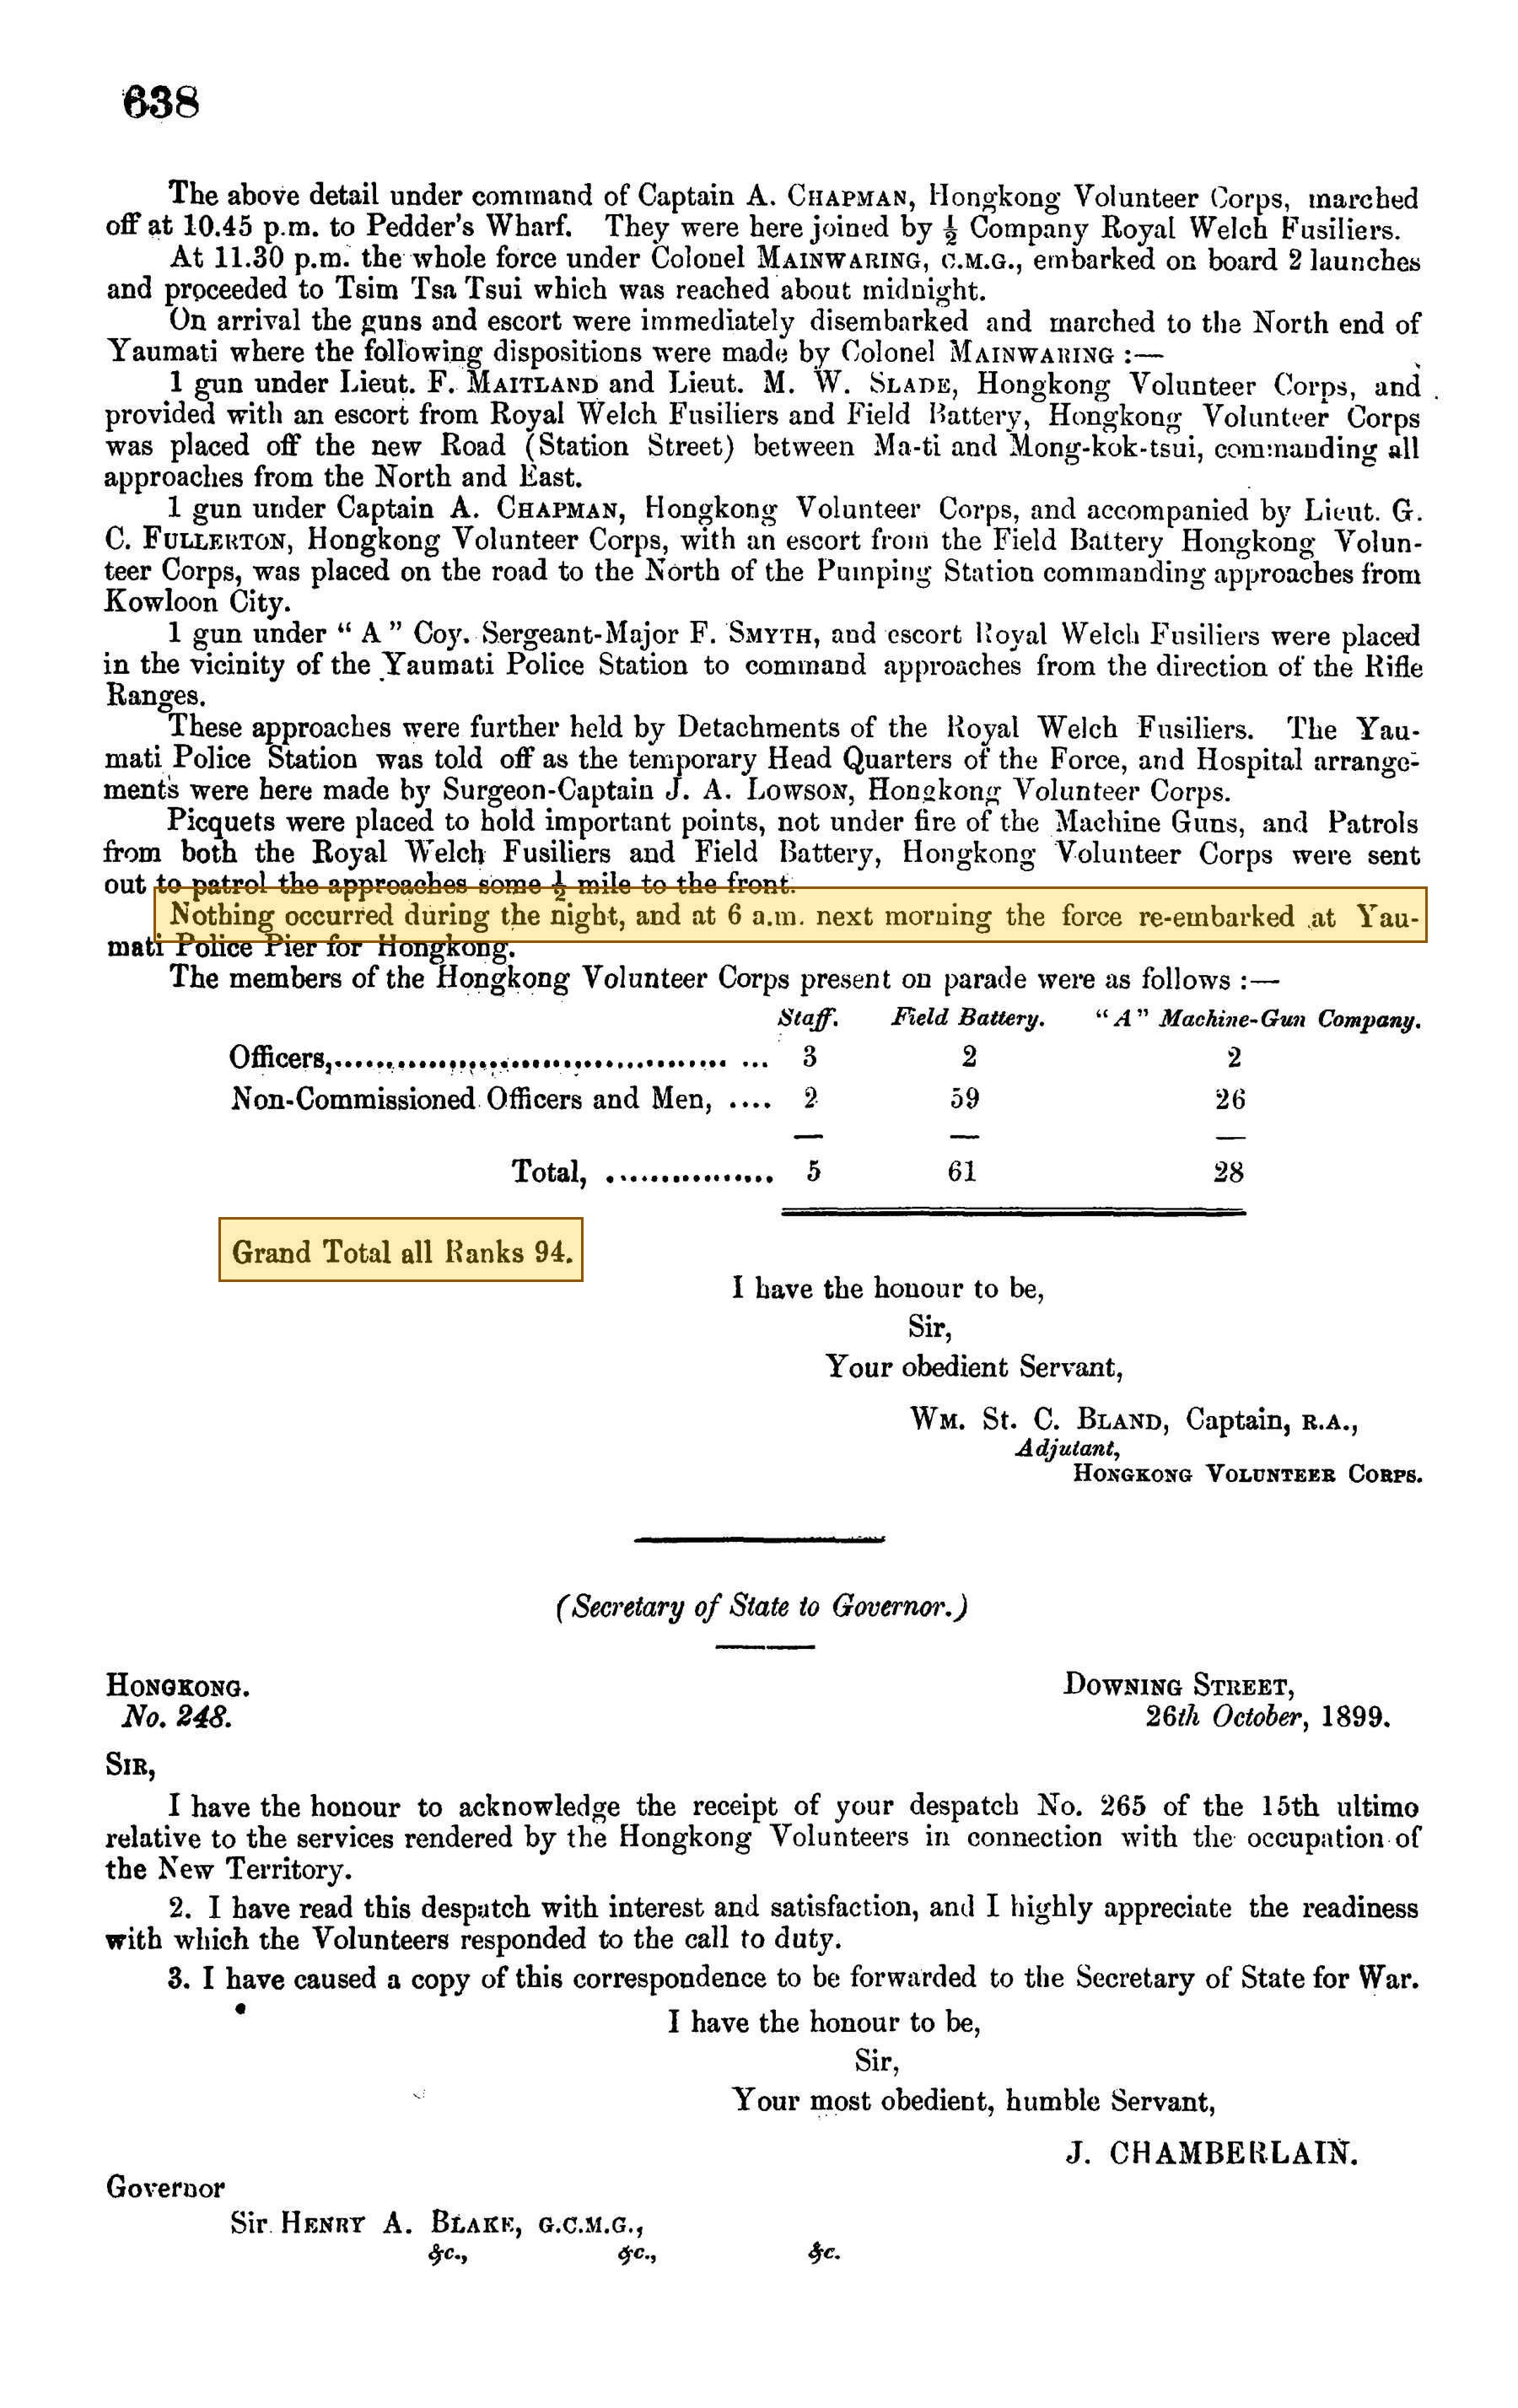 638
The above detail under command of Captain A. CHAPMAN, Hongkong Volunteer Corps, marched
off at 10.45 p.m. to Pedder's Wharf. They were here joined by ½ Company Royal Welch Fusiliers.
At 11.30 p.m. the whole force under Colonel MAINWARING, C.M.G., embarked on board 2 launches
and proceeded to Tsim Tsa Tsui which was reached about midnight.
On arrival the guns and escort were immediately disembarked and marched to the North end of
Yaumati where the following dispositions were made by Colonel MAINWARING :—
1 gun under Lieut. F. MAITLAND and Lieut. M. W. SLADE, Hongkong Volunteer Corps, and
provided with an escort from Royal Welch Fusiliers and Field Battery, Hongkong Volunteer Corps
was placed off the new Road (Station Street) between Ma-ti and Mong-kok-tsui, commanding all
approaches from the North and East.
1 gun under Captain A. CHAPMAN, Hongkong Volunteer Corps, and accompanied by Lieut. G.
C. FULLERTON, Hongkong Volunteer Corps, with an escort from the Field Battery Hongkong Volun-
teer Corps, was placed on the road to the North of the Pumping Station commanding approaches from
Kowloon City.
1 gun under “ A ” Coy. Sergeant-Major F. SMYTH, and escort Royal Welch Fusiliers were placed
in the vicinity of the Yaumati Police Station to command approaches from the direction of the Rifle
Ranges.
These approaches were further held by Detachments of the Royal Welch Fusiliers. The Yau-
mati Police Station was told off as the temporary Head Quarters of the Force, and Hospital arrange-
ments were here made by Surgeon-Captain J. A. LOWSON, Hongkong Volunteer Corps.
Picquets were placed to hold important points, not under fire of the Machine Guns, and Patrols
from both the Royal Welch Fusiliers and Field Battery, Hongkong Volunteer Corps were sent
out to patrol the approaches some ½ mile to the front.
Nothing occurred during the night, and at 6 a.m. next morning the force re-embarked at Yau-
mati Police Pier for Hongkong.
The members of the Hongkong Volunteer Corps present on parade were as follows :—
Staff. Field Battery. “ A ” Machine-Gun Company.
Officers,........................................ 3 2 2
Non-Commissioned Officers and Men, .... 2 59 26
Total, ................ 5 61 28
Grand Total all Ranks 94.
I have the honour to be,
Sir,
Your obedient Servant,
WM. St. C. BLAND, Captain, R.A.,
Adjutant,
HONGKONG VOLUNTEER CORPS.
(Secretary of State to Governor.)
HONGKONG. DOWNING STREET,
No. 248. 26th October, 1899.
SIR,
I have the honour to acknowledge the receipt of your despatch No. 265 of the 15th ultimo
relative to the services rendered by the Hongkong Volunteers in connection with the occupation of
the New Territory.
2. I have read this despatch with interest and satisfaction, and I highly appreciate the readiness
with which the Volunteers responded to the call to duty.
3. I have caused a copy of this correspondence to be forwarded to the Secretary of State for War.
I have the honour to be,
Sir,
Your most obedient, humble Servant,
J. CHAMBERLAIN.
Governor
Sir HENRY A. BLAKE, G.C.M.G.,
&c., &c., &c.